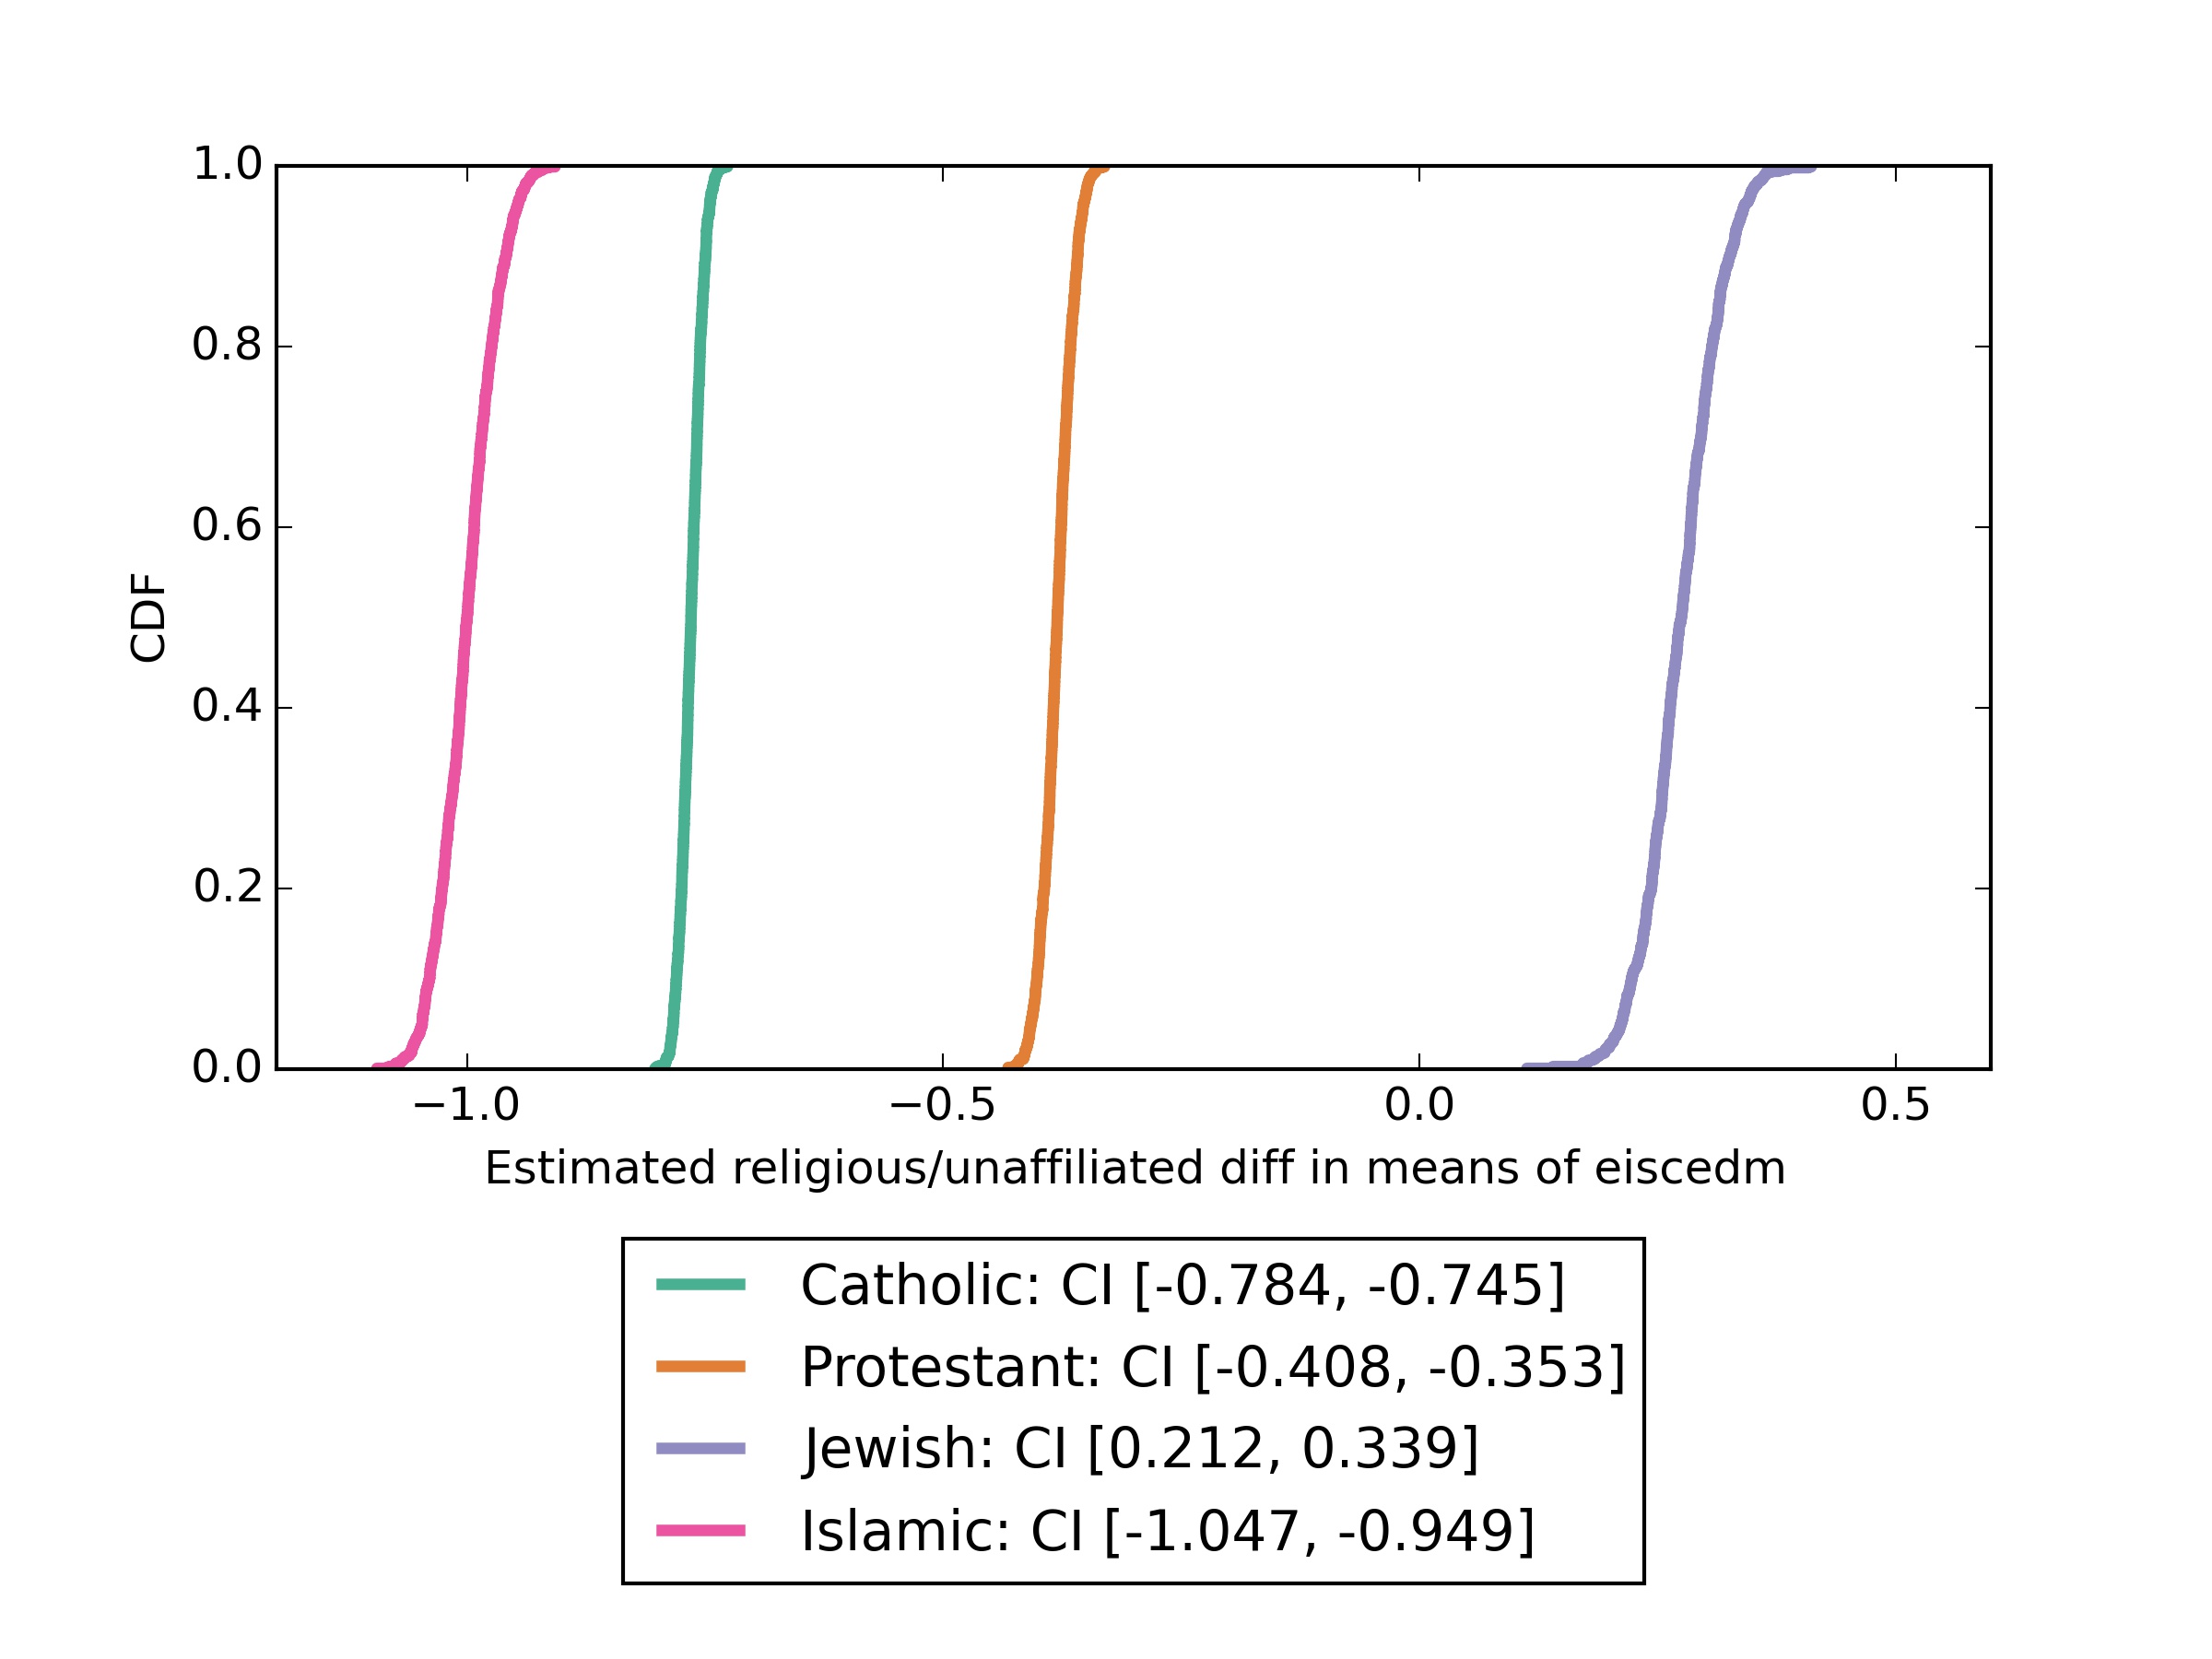 1.0
0.8
0.6
0.4
0.2
0.0
CDF
−1.0 −0.5 0.0 0.5
Estimated religious/unaffiliated diff in means of eiscedm
Catholic: CI [-0.784, -0.745]
Protestant: CI [-0.408, -0.353]
Jewish: CI [0.212, 0.339]
Islamic: CI [-1.047, -0.949]